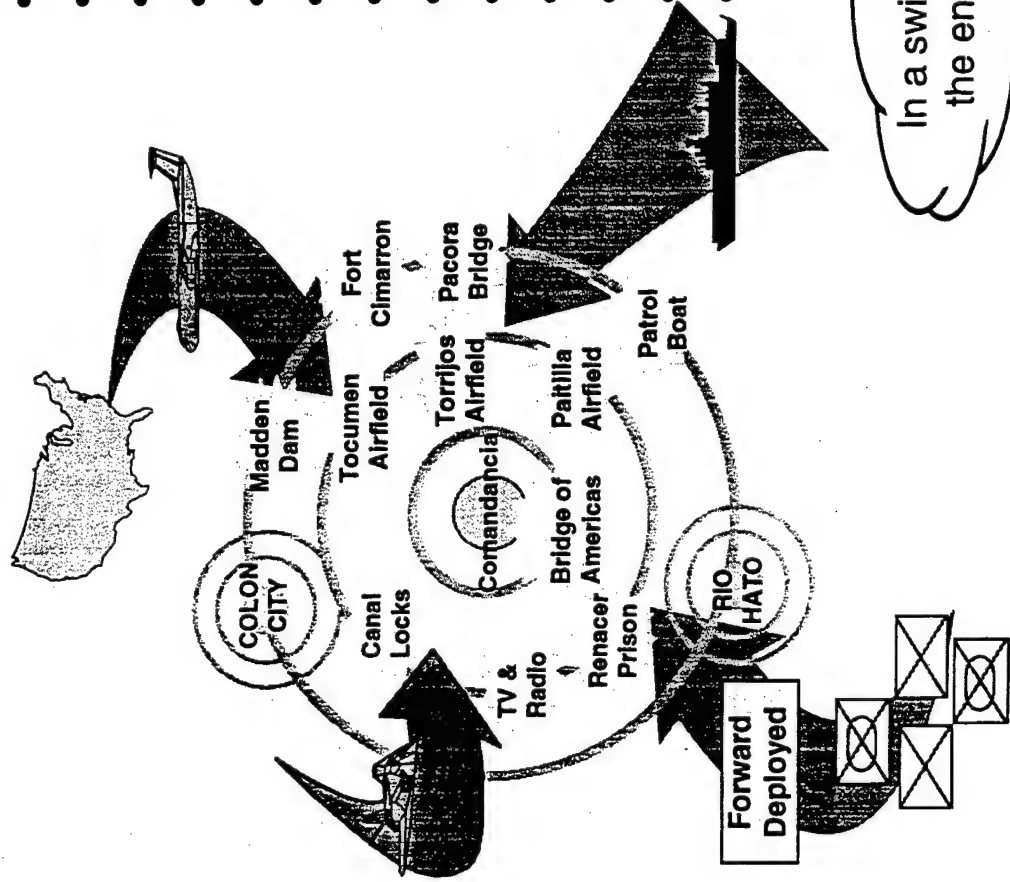 COLON
CITY
Madden
Dam
Fort
Cimarron
Canal
Locks
Tocumen
Airfield
Pacora
Bridge
Torrijos
Airfield
TV &
Radio
Comandancia
Renacer
Prison
Bridge of
Americas
Paitilla
Airfield
Patrol
Boat
RIO
HATO
Forward
Deployed
In a swi
the en